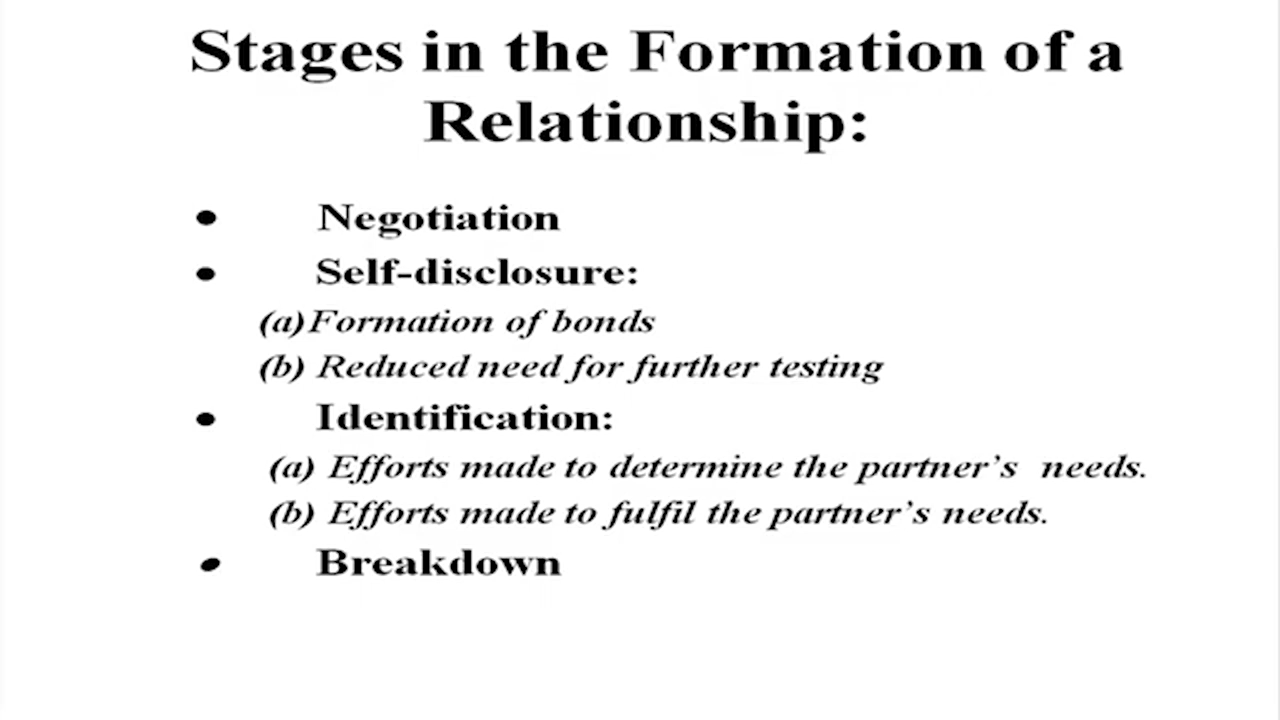 Stages in the Formation of a
Relationship:
• Negotiation
• Self-disclosure:
(a)Formation of bonds
(b) Reduced need for further testing
• Identification:
(a) Efforts made to determine the partner's needs.
(b) Efforts made to fulfil the partner's needs.
• Breakdown